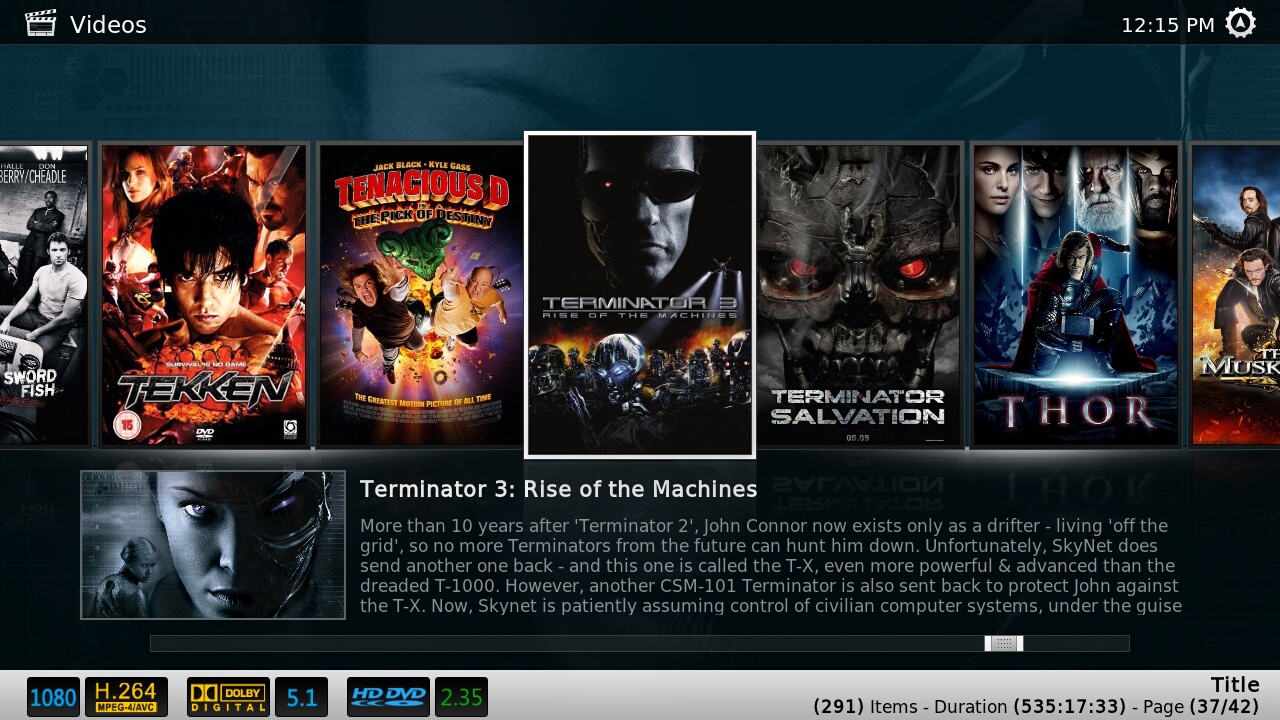 Videos
12:15 PM
HALLE DON
BERRY/CHEADLE
SWORD
FISH
SURVIVAL IS NO GAME
TEKKEN
15
DVD
VIDEO
JACK BLACK · KYLE GASS
TENACIOUS D
IN
THE PICK OF DESTINY
THE GREATEST MOTION PICTURE OF ALL TIME
TERMINATOR 3
RISE OF THE MACHINES
TERMINATOR
SALVATION
05.09
THOR
MUSK
Terminator 3: Rise of the Machines
More than 10 years after 'Terminator 2', John Connor now exists only as a drifter - living 'off the
grid', so no more Terminators from the future can hunt him down. Unfortunately, SkyNet does
send another one back - and this one is called the T-X, even more powerful & advanced than the
dreaded T-1000. However, another CSM-101 Terminator is also sent back to protect John against
the T-X. Now, Skynet is patiently assuming control of civilian computer systems, under the guise
1080
H.264
MPEG-4/AVC
DOLBY
DIGITAL
5.1
HD DVD
2.35
Title
(291) Items - Duration (535:17:33) - Page (37/42)